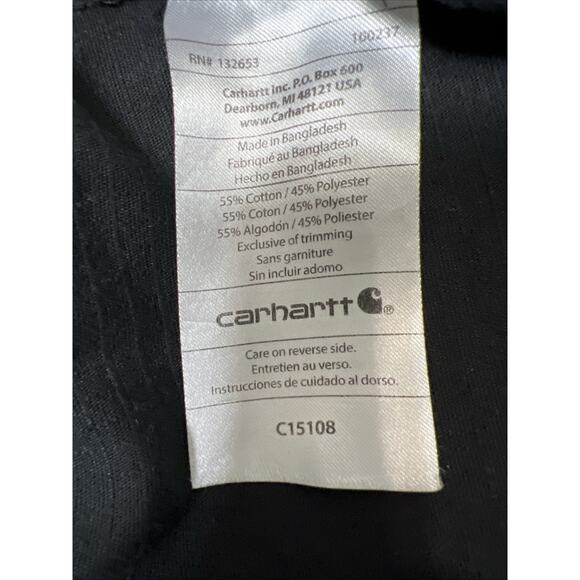 RN# 132653 100237
Carhartt Inc. P.O. Box 600
Dearborn, MI 48121 USA
www.Carhartt.com
Made in Bangladesh
Fabriqué au Bangladesh
Hecho en Bangladesh
55% Cotton / 45% Polyester
55% Coton / 45% Polyester
55% Algodón / 45% Poliester
Exclusive of trimming
Sans garniture
Sin incluir adorno
carhartt ®
Care on reverse side.
Entretien au verso.
Instrucciones de cuidado al dorso.
C15108